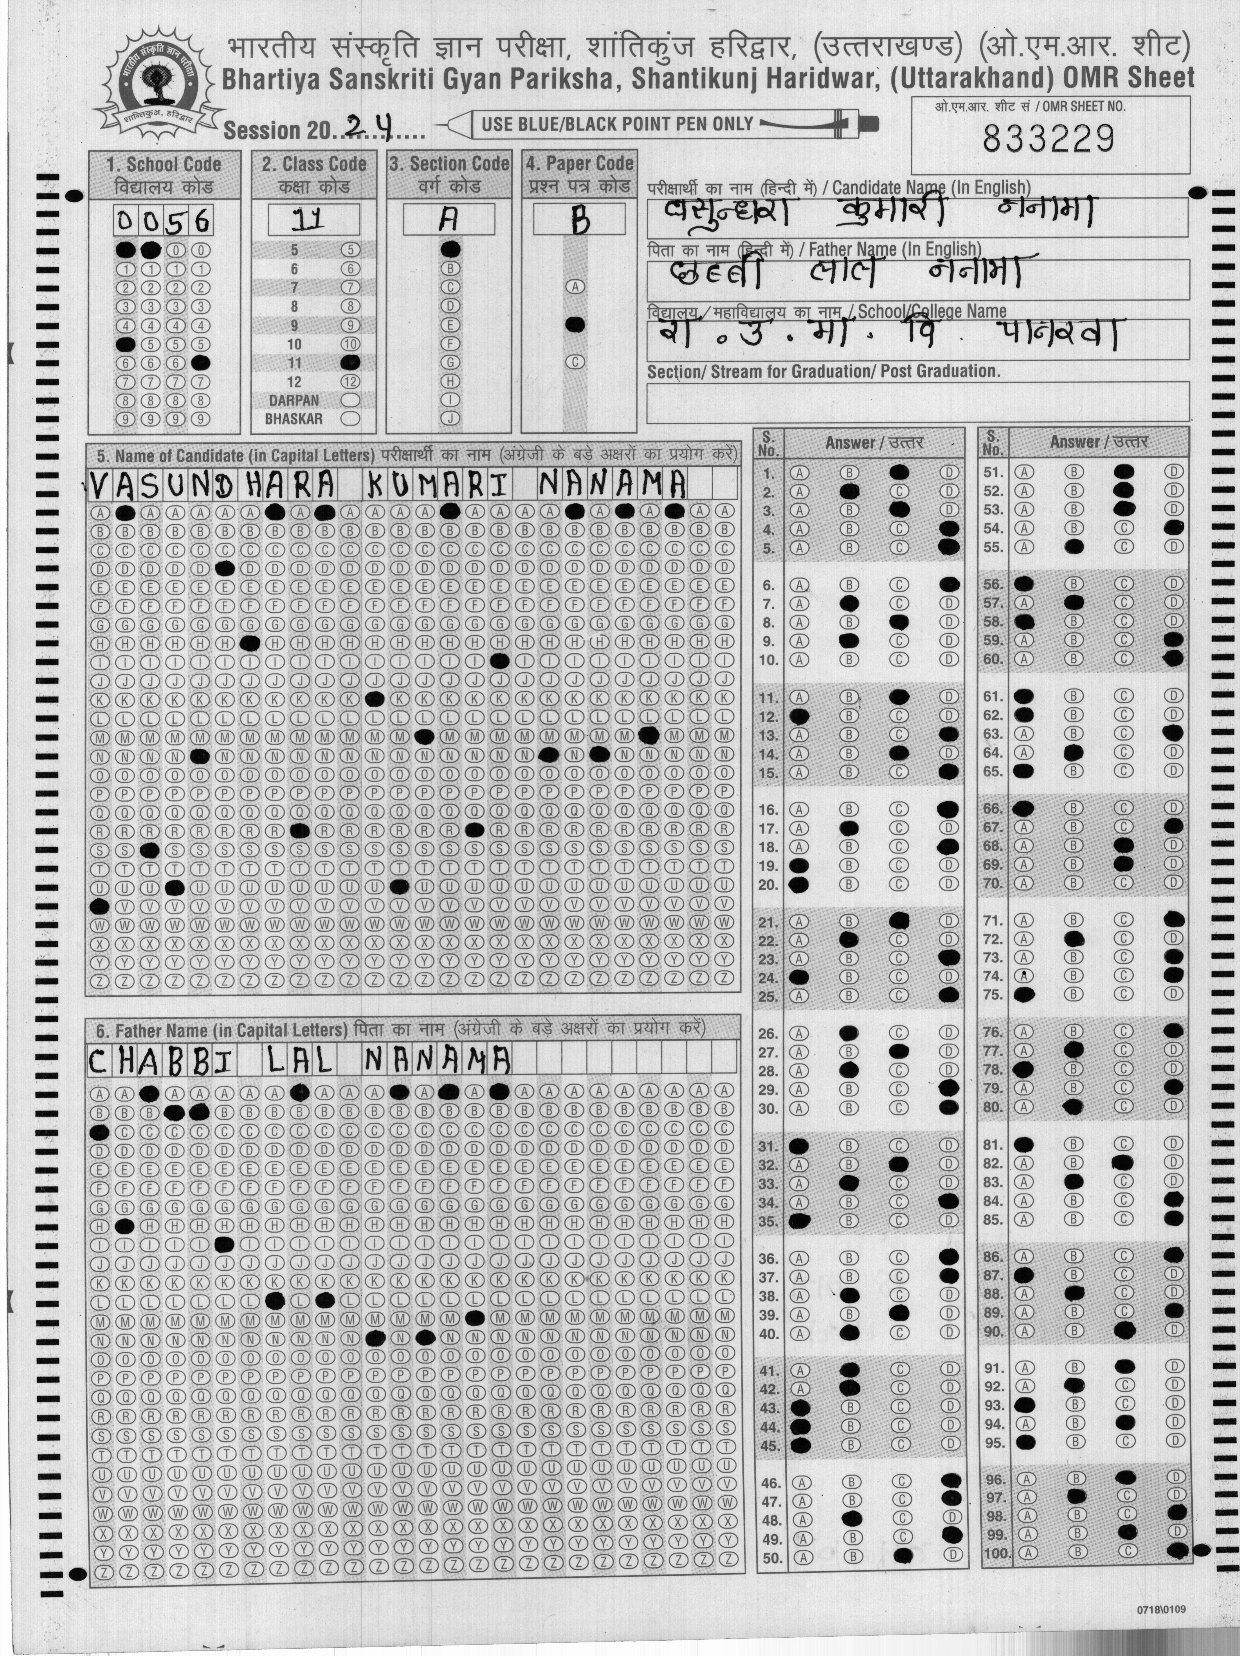 भारतीय संस्कृति ज्ञान परीक्षा, शांतिकुंज हरिद्वार, (उत्तराखण्ड) (ओ.एम.आर. शीट)
Bhartiya Sanskriti Gyan Pariksha, Shantikunj Haridwar, (Uttarakhand) OMR Sheet
Session 20..24..........
USE BLUE/BLACK POINT PEN ONLY
ओ.एम.आर. शीट सं / OMR SHEET NO.
833229
1. School Code
विद्यालय कोड
0056
2. Class Code
कक्षा कोड
11
5
6
7
8
9
10
11
12
DARPAN
BHASKAR
3. Section Code
वर्ग कोड
A
4. Paper Code
प्रश्न पत्र कोड
B
परीक्षार्थी का नाम (हिन्दी में) / Candidate Name (In English)
वसुन्धरा कुमारी ननामा
पिता का नाम (हिन्दी में) / Father Name (In English)
लाल ननामा
विद्यालय / महाविद्यालय का नाम / School/College Name
रा . उ . मा . वि . पानरवा
Section/ Stream for Graduation/ Post Graduation.
5. Name of Candidate (in Capital Letters) परीक्षार्थी का नाम (अंग्रेजी के बड़े अक्षरों का प्रयोग करें)
VASUNDHARA KUMARI NANAMA
6. Father Name (in Capital Letters) पिता का नाम (अंग्रेजी के बड़े अक्षरों का प्रयोग करें)
CHABBI LAL NANAMA
S. No. Answer / उत्तर
S. No. Answer / उत्तर
0718\0109